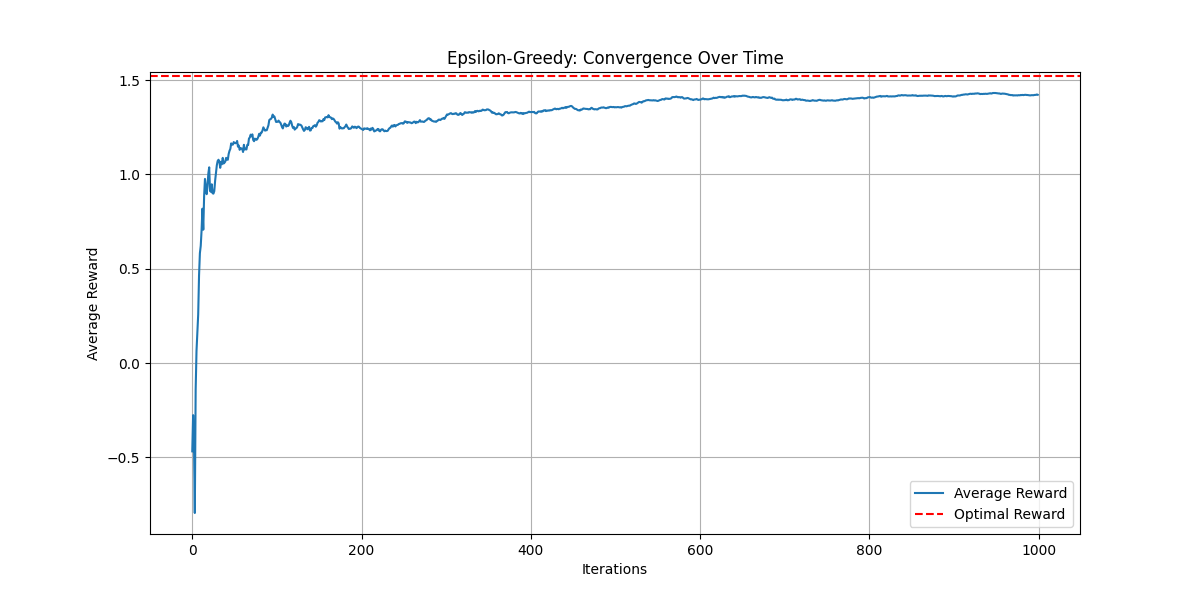 Epsilon-Greedy: Convergence Over Time
Average Reward
1.5
1.0
0.5
0.0
−0.5
0
200
400
600
800
1000
Iterations
Average Reward
Optimal Reward